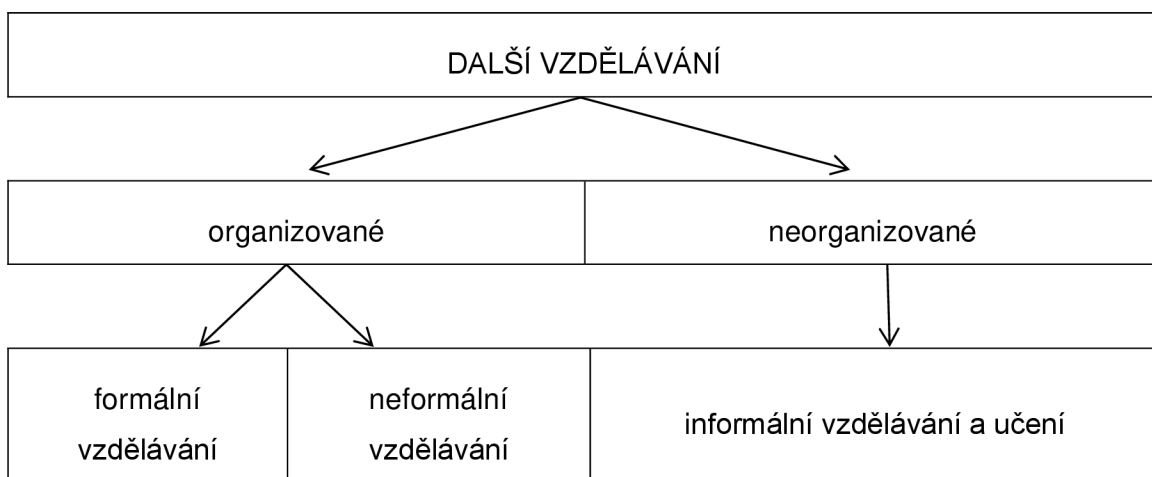 DALŠÍ VZDĚLÁVÁNÍ
organizované
neorganizované
formální
vzdělávání
neformální
vzdělávání
informální vzdělávání a učení